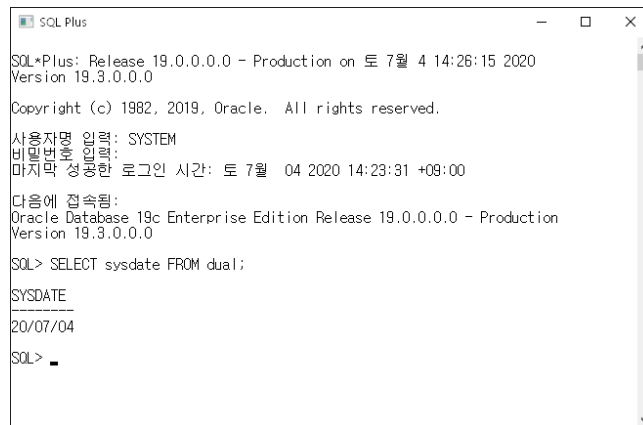 SQL Plus
SQL*Plus: Release 19.0.0.0.0 - Production on 토 7월 4 14:26:15 2020
Version 19.3.0.0.0
Copyright (c) 1982, 2019, Oracle.  All rights reserved.
사용자명 입력: SYSTEM
비밀번호 입력:
마지막 성공한 로그인 시간: 토 7월  04 2020 14:23:31 +09:00
다음에 접속됨:
Oracle Database 19c Enterprise Edition Release 19.0.0.0.0 - Production
Version 19.3.0.0.0
SQL> SELECT sysdate FROM dual;
SYSDATE
--------
20/07/04
SQL>